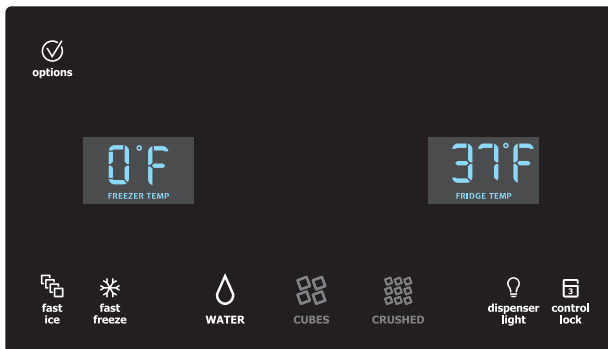 options
0°F
FREEZER TEMP
37°F
FRIDGE TEMP
fast
ice
fast
freeze
WATER
CUBES
CRUSHED
dispenser
light
3
control
lock